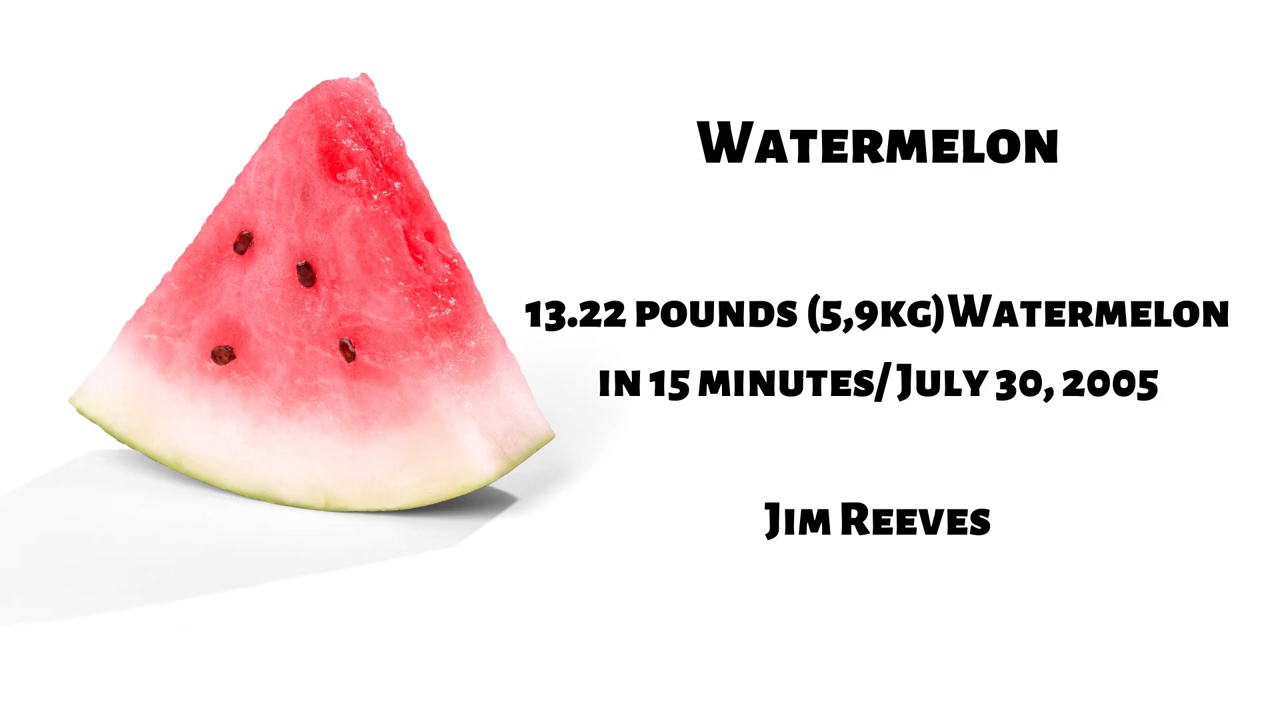 Watermelon
13.22 pounds (5,9kg)Watermelon
in 15 minutes/ July 30, 2005
Jim Reeves